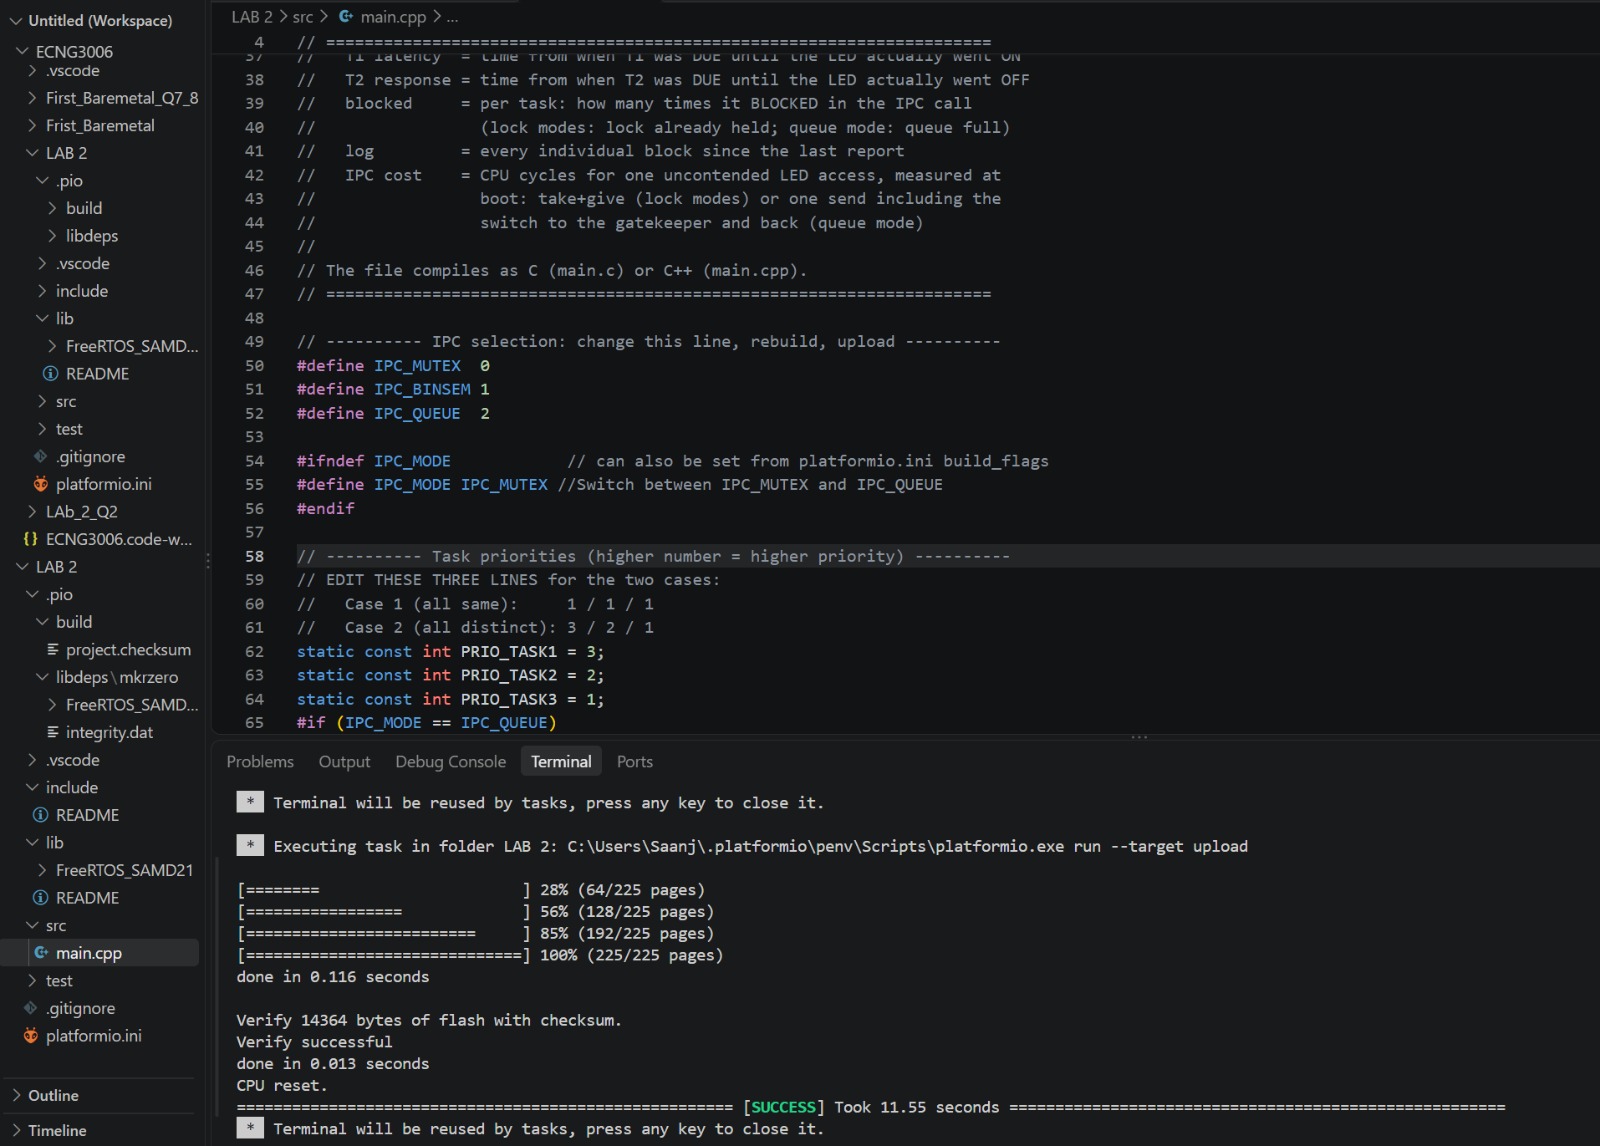 Untitled (Workspace)
ECNG3006
.vscode
First_Baremetal_Q7_8
Frist_Baremetal
LAB 2
.pio
build
libdeps
.vscode
include
lib
FreeRTOS_SAMD...
README
src
test
.gitignore
platformio.ini
LAb_2_Q2
{} ECNG3006.code-w...
LAB 2
.pio
build
project.checksum
libdeps\mkrzero
FreeRTOS_SAMD...
integrity.dat
.vscode
include
README
lib
FreeRTOS_SAMD21
README
src
main.cpp
test
.gitignore
platformio.ini
Outline
Timeline
LAB 2 > src > main.cpp > ...
4 // =====================================================================
37 // T1 latency = time from when T1 was DUE until the LED actually went ON
38 // T2 response = time from when T2 was DUE until the LED actually went OFF
39 // blocked = per task: how many times it BLOCKED in the IPC call
40 // (lock modes: lock already held; queue mode: queue full)
41 // log = every individual block since the last report
42 // IPC cost = CPU cycles for one uncontended LED access, measured at
43 // boot: take+give (lock modes) or one send including the
44 // switch to the gatekeeper and back (queue mode)
45 //
46 // The file compiles as C (main.c) or C++ (main.cpp).
47 // =====================================================================
48
49 // ---------- IPC selection: change this line, rebuild, upload ----------
50 #define IPC_MUTEX 0
51 #define IPC_BINSEM 1
52 #define IPC_QUEUE 2
53
54 #ifndef IPC_MODE // can also be set from platformio.ini build_flags
55 #define IPC_MODE IPC_MUTEX //Switch between IPC_MUTEX and IPC_QUEUE
56 #endif
57
58 // ---------- Task priorities (higher number = higher priority) ----------
59 // EDIT THESE THREE LINES for the two cases:
60 // Case 1 (all same): 1 / 1 / 1
61 // Case 2 (all distinct): 3 / 2 / 1
62 static const int PRIO_TASK1 = 3;
63 static const int PRIO_TASK2 = 2;
64 static const int PRIO_TASK3 = 1;
65 #if (IPC_MODE == IPC_QUEUE)
Problems Output Debug Console Terminal Ports
* Terminal will be reused by tasks, press any key to close it.
* Executing task in folder LAB 2: C:\Users\Saanj\.platformio\penv\Scripts\platformio.exe run --target upload
[======== ] 28% (64/225 pages)
[================= ] 56% (128/225 pages)
[========================= ] 85% (192/225 pages)
[==============================] 100% (225/225 pages)
done in 0.116 seconds
Verify 14364 bytes of flash with checksum.
Verify successful
done in 0.013 seconds
CPU reset.
==================================================== [SUCCESS] Took 11.55 seconds ====================================================
* Terminal will be reused by tasks, press any key to close it.